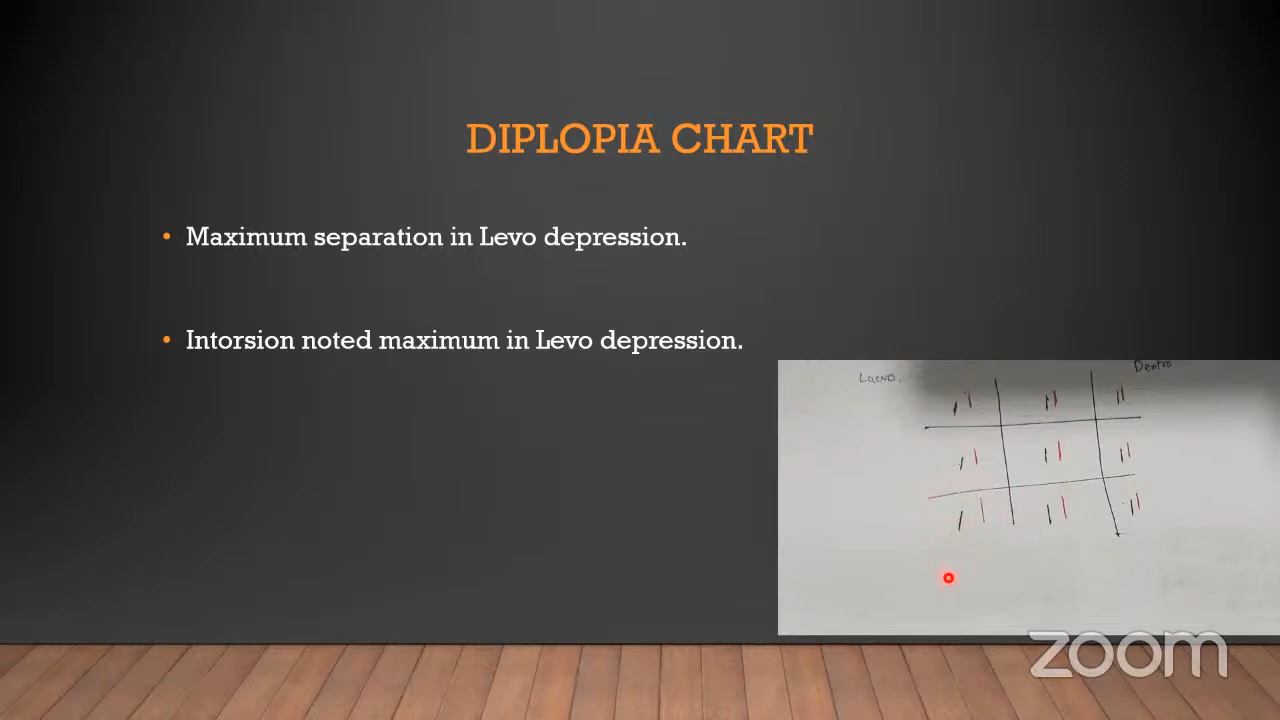 DIPLOPIA CHART
• Maximum separation in Levo depression.
• Intorsion noted maximum in Levo depression.
Laevo.
Dextro
zoom